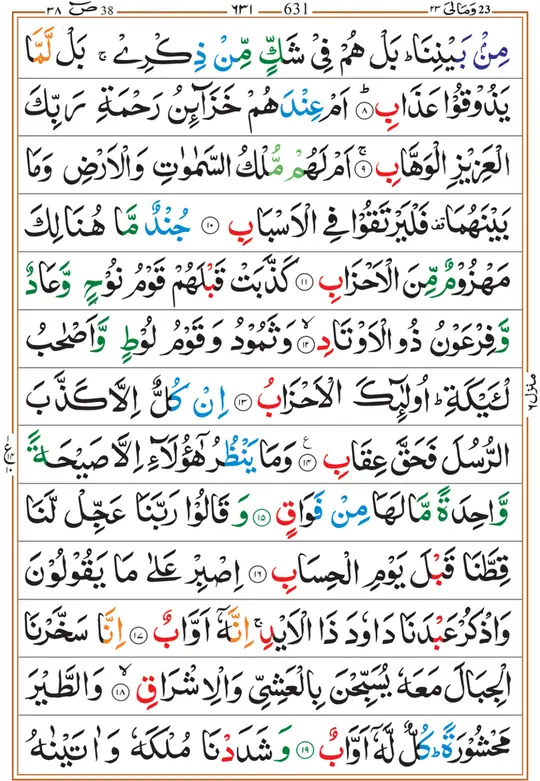 23 وَمَالِىَ ٢٣ 631 ٦٣١ صٓ 38 ٣٨
مِنْۢ بَيْنِنَا ؕ بَلْ هُمْ فِىْ شَكٍّ مِّنْ ذِكْرِىْ ۚ بَلْ لَّمَّا
يَذُوْقُوْا عَذَابِ ؕ‏ ﴿۸﴾ اَمْ عِنْدَهُمْ خَزَآئِنُ رَحْمَةِ رَبِّكَ
الْعَزِيْزِ الْوَهَّابِ​ ۚ‏ ﴿۹﴾ اَمْ لَهُمْ مُّلْكُ السَّمٰوٰتِ وَالْاَرْضِ وَمَا
بَيْنَهُمَا فَلْيَرْتَقُوْا فِى الْاَسْبَابِ‏ ﴿۱۰﴾ جُنْدٌ مَّا هُنَالِكَ
مَهْزُوْمٌ مِّنَ الْاَحْزَابِ‏ ﴿۱۱﴾ كَذَّبَتْ قَبْلَهُمْ قَوْمُ نُوْحٍ وَّعَادٌ
وَّفِرْعَوْنُ ذُو الْاَوْتَادِ ۙ‏ ﴿۱۲﴾ وَثَمُوْدُ وَقَوْمُ لُوْطٍ وَّاَصْحٰبُ
لْئَيْكَةِ​ ؕ اُولٰٓئِكَ الْاَحْزَابُ‏ ﴿۱۳﴾ اِنْ كُلٌّ اِلَّا كَذَّبَ
الرُّسُلَ فَحَقَّ عِقَابِ ‏ ﴿۱۴﴾ وَمَا يَنْظُرُ هٰٓؤُلَاۤءِ اِلَّا صَيْحَةً
وَّاحِدَةً مَّا لَهَا مِنْ فَوَاقٍ‏ ﴿۱۵﴾ وَقَالُوْا رَبَّنَا عَجِّلْ لَّنَا
قِطَّنَا قَبْلَ يَوْمِ الْحِسَابِ‏ ﴿۱۶﴾ اِصْبِرْ عَلٰى مَا يَقُوْلُوْنَ
وَاذْكُرْ عَبْدَنَا دَاوٗدَ ذَا الْاَيْدِ​ ۚ اِنَّهٗۤ اَوَّابٌ‏ ﴿۱۷﴾ اِنَّا سَخَّرْنَا
الْجِبَالَ مَعَهٗ يُسَبِّحْنَ بِالْعَشِىِّ وَالْاِشْرَاقِ ۙ‏ ﴿۱۸﴾ وَالطَّيْرَ
مَحْشُوْرَةً ؕ كُلٌّ لَّهٗۤ اَوَّابٌ‏ ﴿۱۹﴾ وَشَدَدْنَا مُلْكَهٗ وَاٰتَيْنٰهُ
منزل ٦